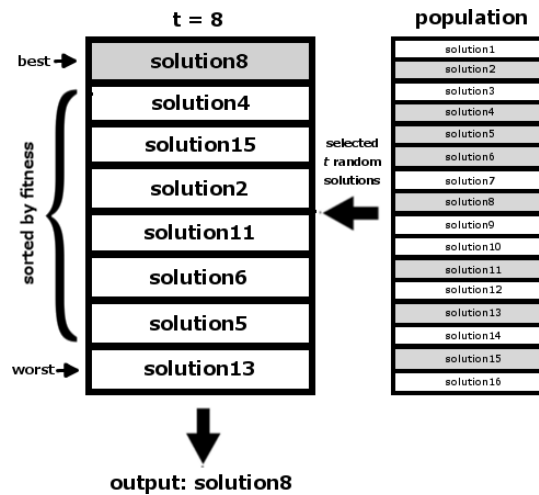 t = 8
best
solution8
solution4
solution15
solution2
solution11
solution6
solution5
solution13
sorted by fitness
worst
output: solution8
selected
t random
solutions
population
solution1
solution2
solution3
solution4
solution5
solution6
solution7
solution8
solution9
solution10
solution11
solution12
solution13
solution14
solution15
solution16